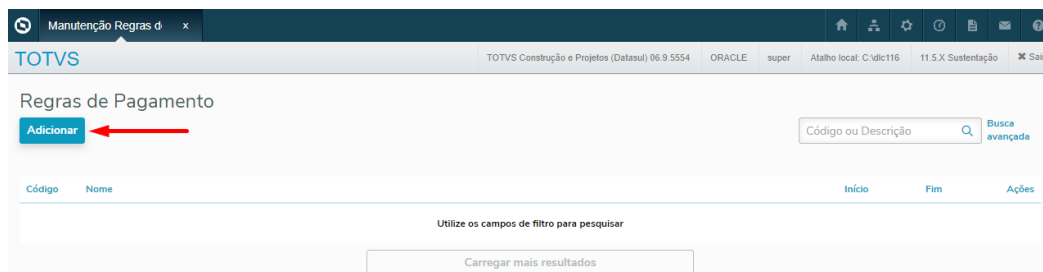 Manutenção Regras d x
TOTVS TOTVS Construção e Projetos (Datasul) 06.9.5554 ORACLE super Atalho local: C:\dlc116 11.5.X Sustentação Sai
Regras de Pagamento
Adicionar
Código ou Descrição
Busca
avançada
Código Nome Início Fim Ações
Utilize os campos de filtro para pesquisar
Carregar mais resultados